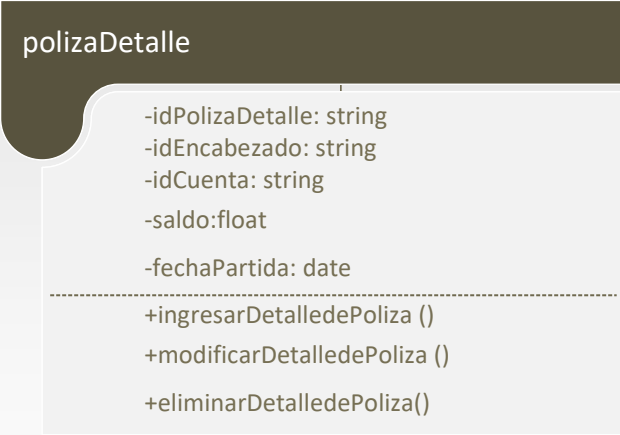 polizaDetalle
-idPolizaDetalle: string
-idEncabezado: string
-idCuenta: string
-saldo:float
-fechaPartida: date
+ingresarDetalledePoliza ()
+modificarDetalledePoliza ()
+eliminarDetalledePoliza()